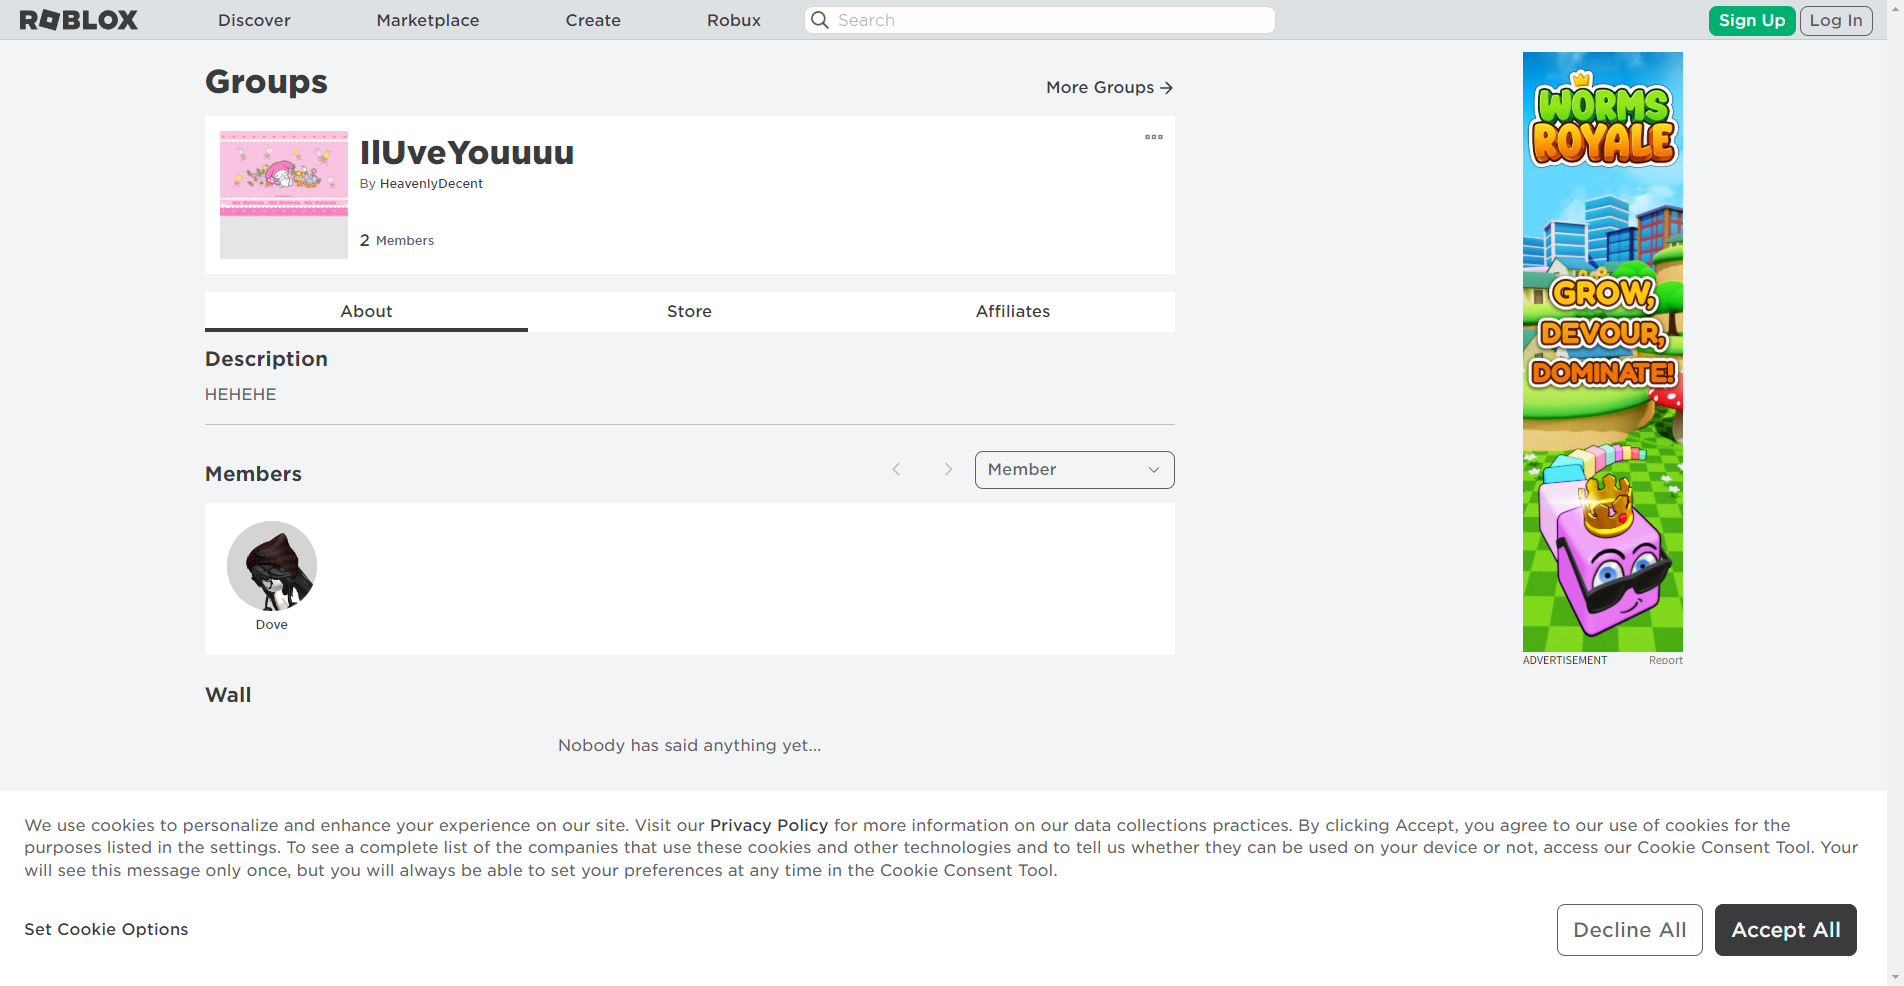 ROBLOX
Discover
Marketplace
Create
Robux
Search
Sign Up
Log In
Groups
More Groups
IlUveYouuuu
By HeavenlyDecent
2 Members
About
Store
Affiliates
Description
HEHEHE
Members
Member
Dove
Wall
Nobody has said anything yet...
WORMS
ROYALE
GROW,
DEVOUR,
DOMINATE!
ADVERTISEMENT
Report
We use cookies to personalize and enhance your experience on our site. Visit our Privacy Policy for more information on our data collections practices. By clicking Accept, you agree to our use of cookies for the
purposes listed in the settings. To see a complete list of the companies that use these cookies and other technologies and to tell us whether they can be used on your device or not, access our Cookie Consent Tool. Your
will see this message only once, but you will always be able to set your preferences at any time in the Cookie Consent Tool.
Set Cookie Options
Decline All
Accept All